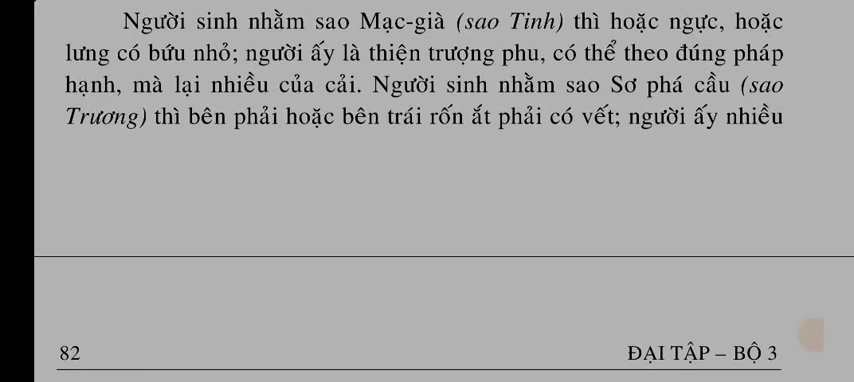 Người sinh nhằm sao Mạc-già (sao Tinh) thì hoặc ngực, hoặc
lưng có bứu nhỏ; người ấy là thiện trượng phu, có thể theo đúng pháp
hạnh, mà lại nhiều của cải. Người sinh nhằm sao Sơ phá cầu (sao
Trương) thì bên phải hoặc bên trái rốn ắt phải có vết; người ấy nhiều
82
ĐẠI TẬP – BỘ 3